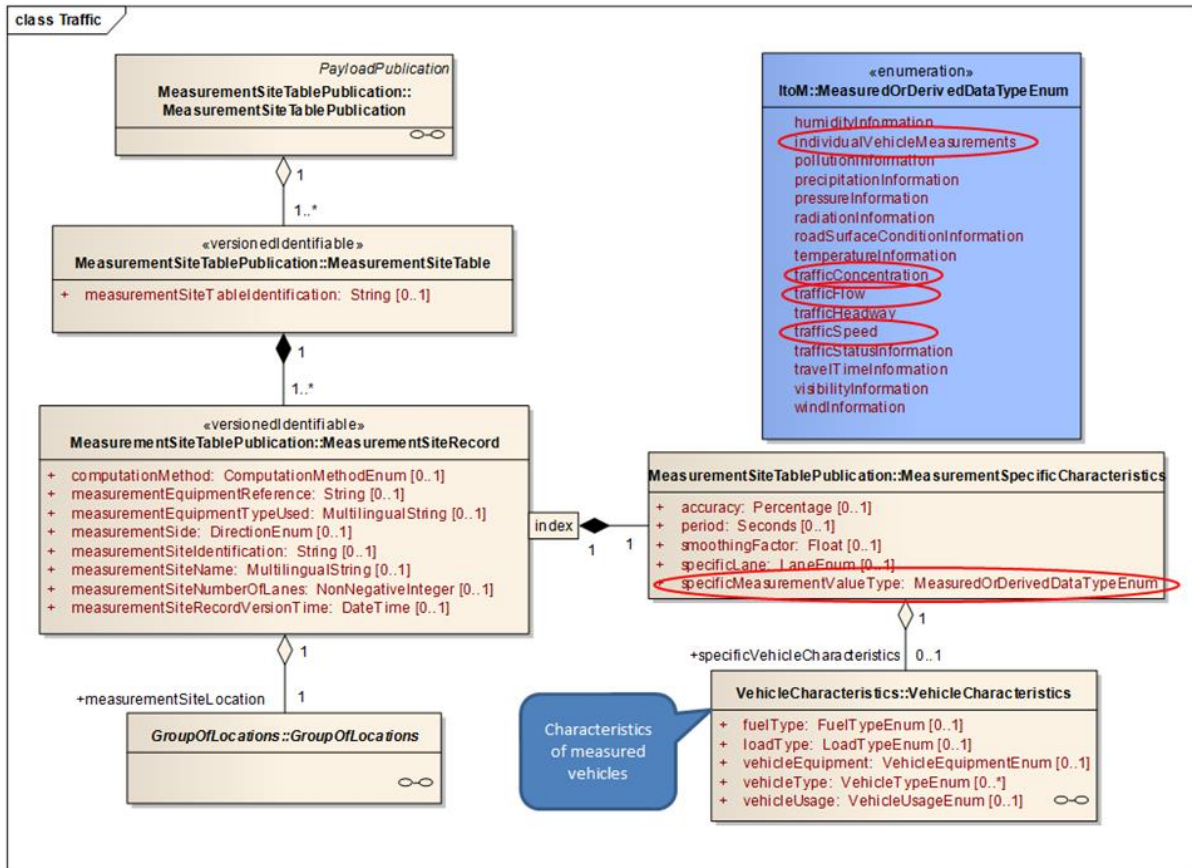 class Traffic
PayloadPublication
MeasurementSiteTablePublication::
MeasurementSiteTablePublication
1
1..*
«versionedIdentifiable»
MeasurementSiteTablePublication::MeasurementSiteTable
+ measurementSiteTableIdentification: String [0..1]
1
1..*
«versionedIdentifiable»
MeasurementSiteTablePublication::MeasurementSiteRecord
+ computationMethod: ComputationMethodEnum [0..1]
+ measurementEquipmentReference: String [0..1]
+ measurementEquipmentTypeUsed: MultilingualString [0..1]
+ measurementSide: DirectionEnum [0..1]
+ measurementSiteIdentification: String [0..1]
+ measurementSiteName: MultilingualString [0..1]
+ measurementSiteNumberOfLanes: NonNegativeInteger [0..1]
+ measurementSiteRecordVersionTime: DateTime [0..1]
index
1
1
1
+measurementSiteLocation
1
GroupOfLocations::GroupOfLocations
«enumeration»
ItoM::MeasuredOrDerivedDataTypeEnum
humidityInformation
individualVehicleMeasurements
pollutionInformation
precipitationInformation
pressureInformation
radiationInformation
roadSurfaceConditionInformation
temperatureInformation
trafficConcentration
trafficFlow
trafficHeadway
trafficSpeed
trafficStatusInformation
travelTimeInformation
visibilityInformation
windInformation
MeasurementSiteTablePublication::MeasurementSpecificCharacteristics
+ accuracy: Percentage [0..1]
+ period: Seconds [0..1]
+ smoothingFactor: Float [0..1]
+ specificLane: LaneEnum [0..1]
+ specificMeasurementValueType: MeasuredOrDerivedDataTypeEnum
1
+specificVehicleCharacteristics
0..1
VehicleCharacteristics::VehicleCharacteristics
+ fuelType: FuelTypeEnum [0..1]
+ loadType: LoadTypeEnum [0..1]
+ vehicleEquipment: VehicleEquipmentEnum [0..1]
+ vehicleType: VehicleTypeEnum [0..*]
+ vehicleUsage: VehicleUsageEnum [0..1]
Characteristics
of measured
vehicles